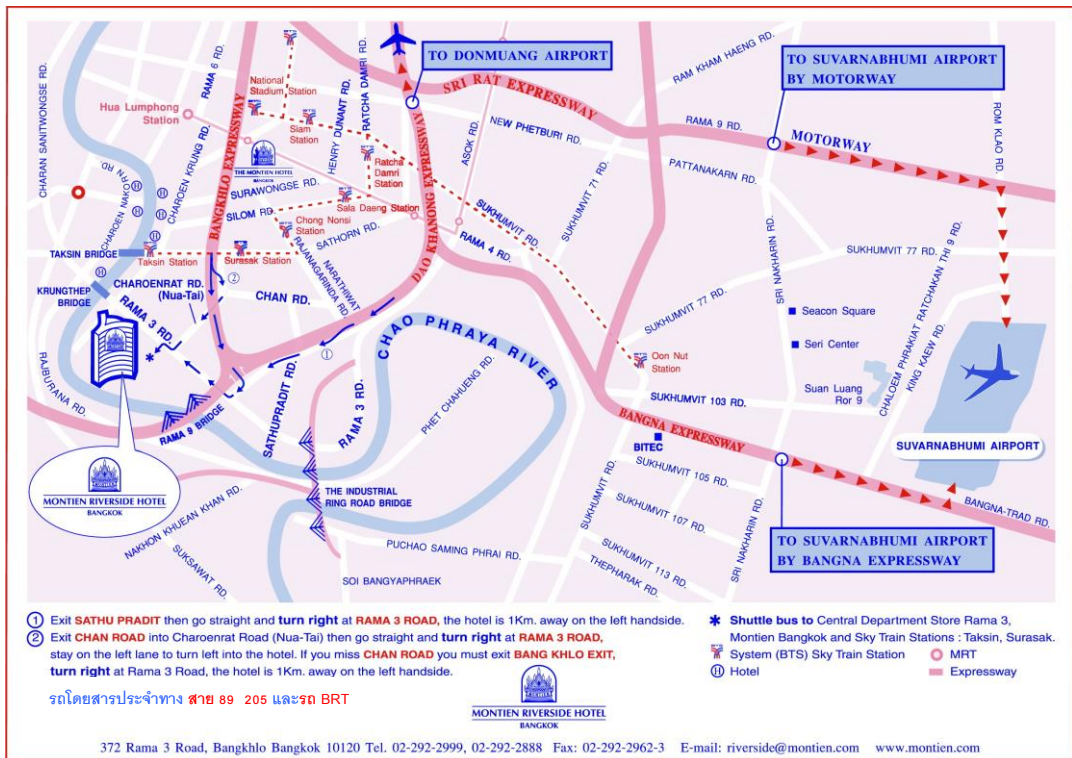 TO DONMUANG AIRPORT
TO SUVARNABHUMI AIRPORT
BY MOTORWAY
SRI RAT EXPRESSWAY
RAM KHAM HAENG RD.
ROM KLAO RD.
CHARAN SANITWONGSE RD.
RAMA 6 RD.
National
Stadium Station
Hua Lumphong
Station
BANGKHLO EXPRESSWAY
Siam
Station
HENRY DUNANT RD.
RATCHA DAMRI RD.
ASOK RD.
NEW PHETBURI RD.
RAMA 9 RD.
MOTORWAY
PATTANAKARN RD.
THE MONTIEN HOTEL
BANGKOK
Ratcha
Damri
Station
CHAROEN NAKORN RD.
CHAROEN KRUNG RD.
SURAWONGSE RD.
SILOM RD.
Sala Daeng Station
Chong Nonsi
Station
SATHORN RD.
DAO KHANONG EXPRESSWAY
RAMA 4 RD.
SUKHUMVIT RD.
SUKHUMVIT 71 RD.
SRI NAKHARIN RD.
SUKHUMVIT 77 RD.
TAKSIN BRIDGE
Taksin Station
Surasak Station
KRUNGTHEP
BRIDGE
CHAROENRAT RD.
(Nua-Tai)
②
CHAN RD.
NARATHIWAT
RAJANAGARINDA RD.
RAMA 3 RD.
CHAO PHRAYA RIVER
SUKHUMVIT 77 RD.
Seacon Square
Seri Center
CHALOEM PHRAKIAT RATCHAKAN THI 9 RD.
KING KAEW RD.
①
Oon Nut
Station
Suan Luang
Ror 9
RAJBURANA RD.
RAMA 9 BRIDGE
SATHUPRADIT RD.
RAMA 3 RD.
PHET CHAHUENG RD.
SUKHUMVIT 103 RD.
BANGNA EXPRESSWAY
BITEC
SUVARNABHUMI AIRPORT
MONTIEN RIVERSIDE HOTEL
BANGKOK
THE INDUSTRIAL
RING ROAD BRIDGE
SUKHUMVIT RD.
SUKHUMVIT 105 RD.
SUKHUMVIT 107 RD.
SUKHUMVIT 113 RD.
THEPHARAK RD.
SRI NAKHARIN RD.
BANGNA-TRAD RD.
NAKHON KHUEAN KHAN RD.
SUKSAWAT RD.
PUCHAO SAMING PHRAI RD.
SOI BANGYAPHRAEK
TO SUVARNABHUMI AIRPORT
BY BANGNA EXPRESSWAY
① Exit SATHU PRADIT then go straight and turn right at RAMA 3 ROAD, the hotel is 1Km. away on the left handside.
② Exit CHAN ROAD into Charoenrat Road (Nua-Tai) then go straight and turn right at RAMA 3 ROAD,
stay on the left lane to turn left into the hotel. If you miss CHAN ROAD you must exit BANG KHLO EXIT,
turn right at Rama 3 Road, the hotel is 1Km. away on the left handside.
รถโดยสารประจำทาง สาย 89 205 และรถ BRT
* Shuttle bus to Central Department Store Rama 3,
Montien Bangkok and Sky Train Stations : Taksin, Surasak.
System (BTS) Sky Train Station
MRT
Ⓗ Hotel
Expressway
MONTIEN RIVERSIDE HOTEL
BANGKOK
372 Rama 3 Road, Bangkhlo Bangkok 10120 Tel. 02-292-2999, 02-292-2888 Fax: 02-292-2962-3 E-mail: riverside@montien.com www.montien.com